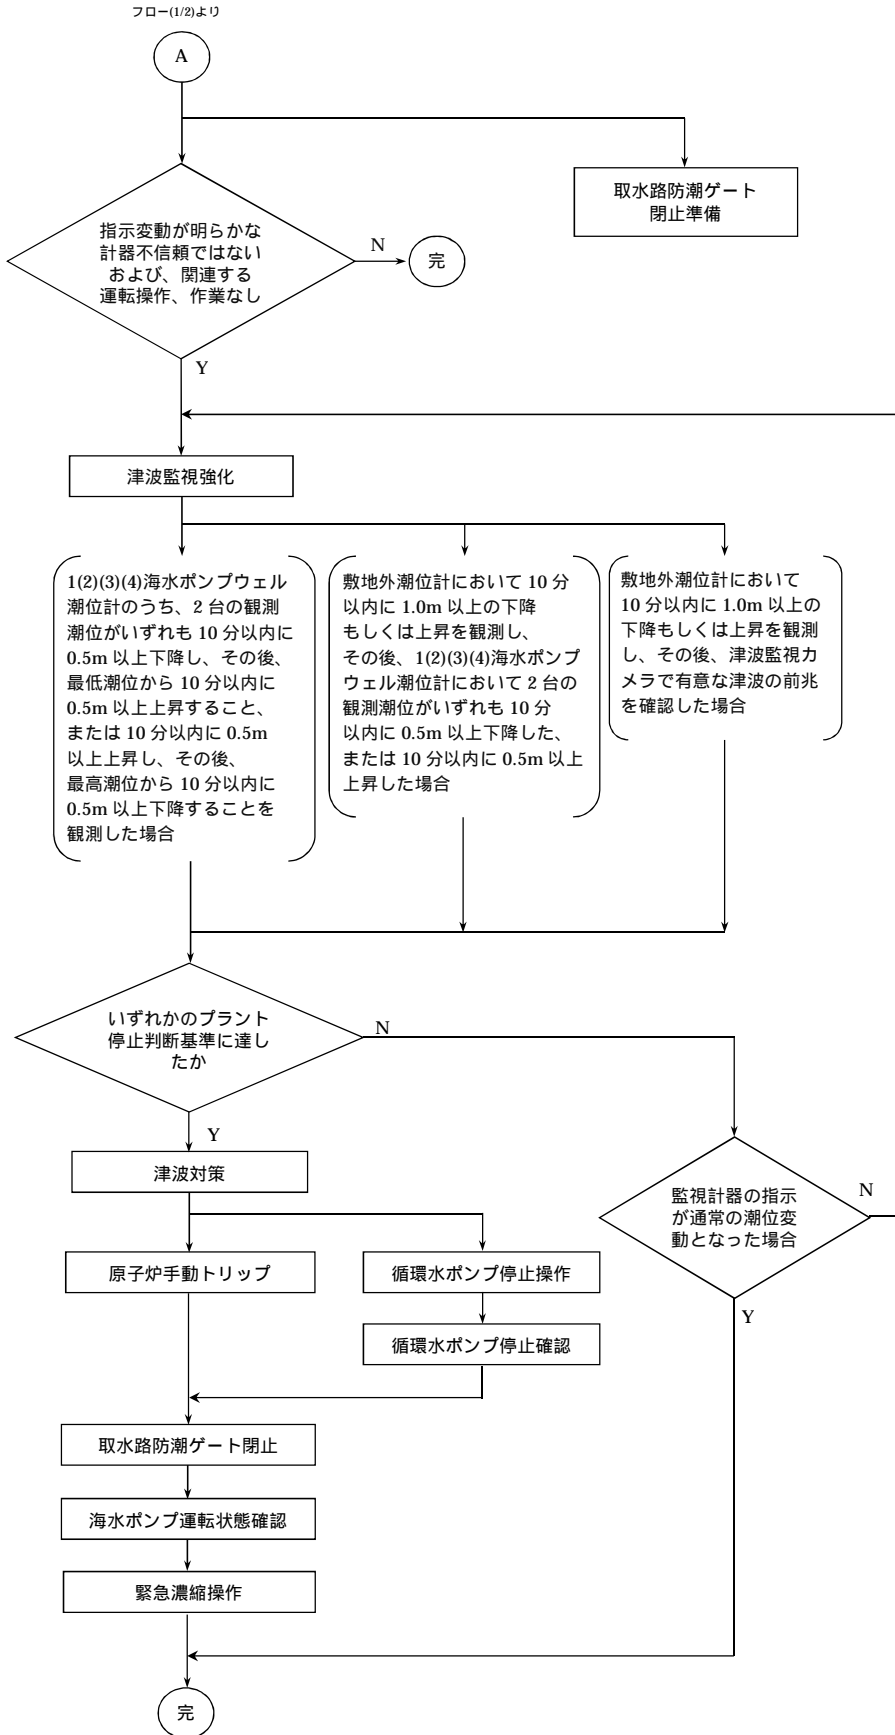 フロー(1/2)より
A
取水路防潮ゲート
閉止準備
指示変動が明らかな
計器不信頼ではない
および、関連する
運転操作、作業なし
N
完
Y
津波監視強化
1(2)(3)(4)海水ポンプウェル
潮位計のうち、2 台の観測
潮位がいずれも 10 分以内に
0.5m 以上下降し、その後、
最低潮位から 10 分以内に
0.5m 以上上昇すること、
または 10 分以内に 0.5m
以上上昇し、その後、
最高潮位から 10 分以内に
0.5m 以上下降することを
観測した場合
敷地外潮位計において 10 分
以内に 1.0m 以上の下降
もしくは上昇を観測し、
その後、1(2)(3)(4)海水ポンプ
ウェル潮位計において 2 台の
観測潮位がいずれも 10 分
以内に 0.5m 以上下降した、
または 10 分以内に 0.5m 以上
上昇した場合
敷地外潮位計において
10 分以内に 1.0m 以上の
下降もしくは上昇を観測
し、その後、津波監視カ
メラで有意な津波の前兆
を確認した場合
いずれかのプラント
停止判断基準に達し
たか
N
Y
津波対策
監視計器の指示
が通常の潮位変
動となった場合
N
Y
原子炉手動トリップ
循環水ポンプ停止操作
循環水ポンプ停止確認
取水路防潮ゲート閉止
海水ポンプ運転状態確認
緊急濃縮操作
完